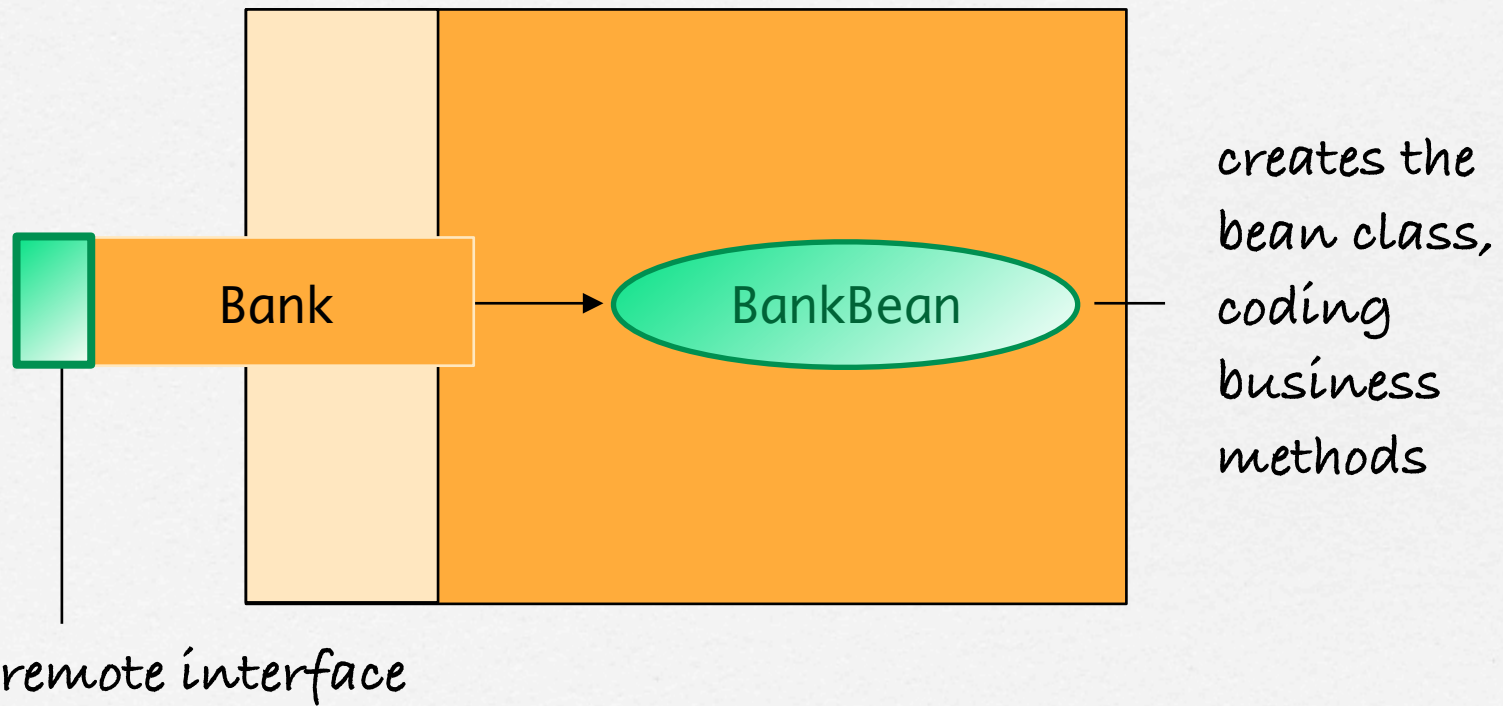 Bank
BankBean
creates the
bean class,
coding
business
methods
remote interface